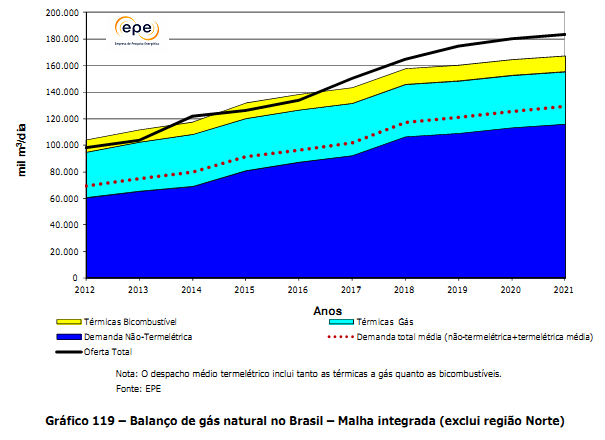 epe
Empresa de Pesquisa Energética
200.000
180.000
160.000
140.000
120.000
100.000
80.000
60.000
40.000
20.000
0
mil m³/dia
2012 2013 2014 2015 2016 2017 2018 2019 2020 2021
Anos
Térmicas Bicombustível
Térmicas Gás
Demanda Não-Termelétrica
Demanda total média (não-termelétrica+termelétrica média)
Oferta Total
Nota: O despacho médio termelétrico inclui tanto as térmicas a gás quanto as bicombustíveis.
Fonte: EPE
Gráfico 119 – Balanço de gás natural no Brasil – Malha integrada (exclui região Norte)